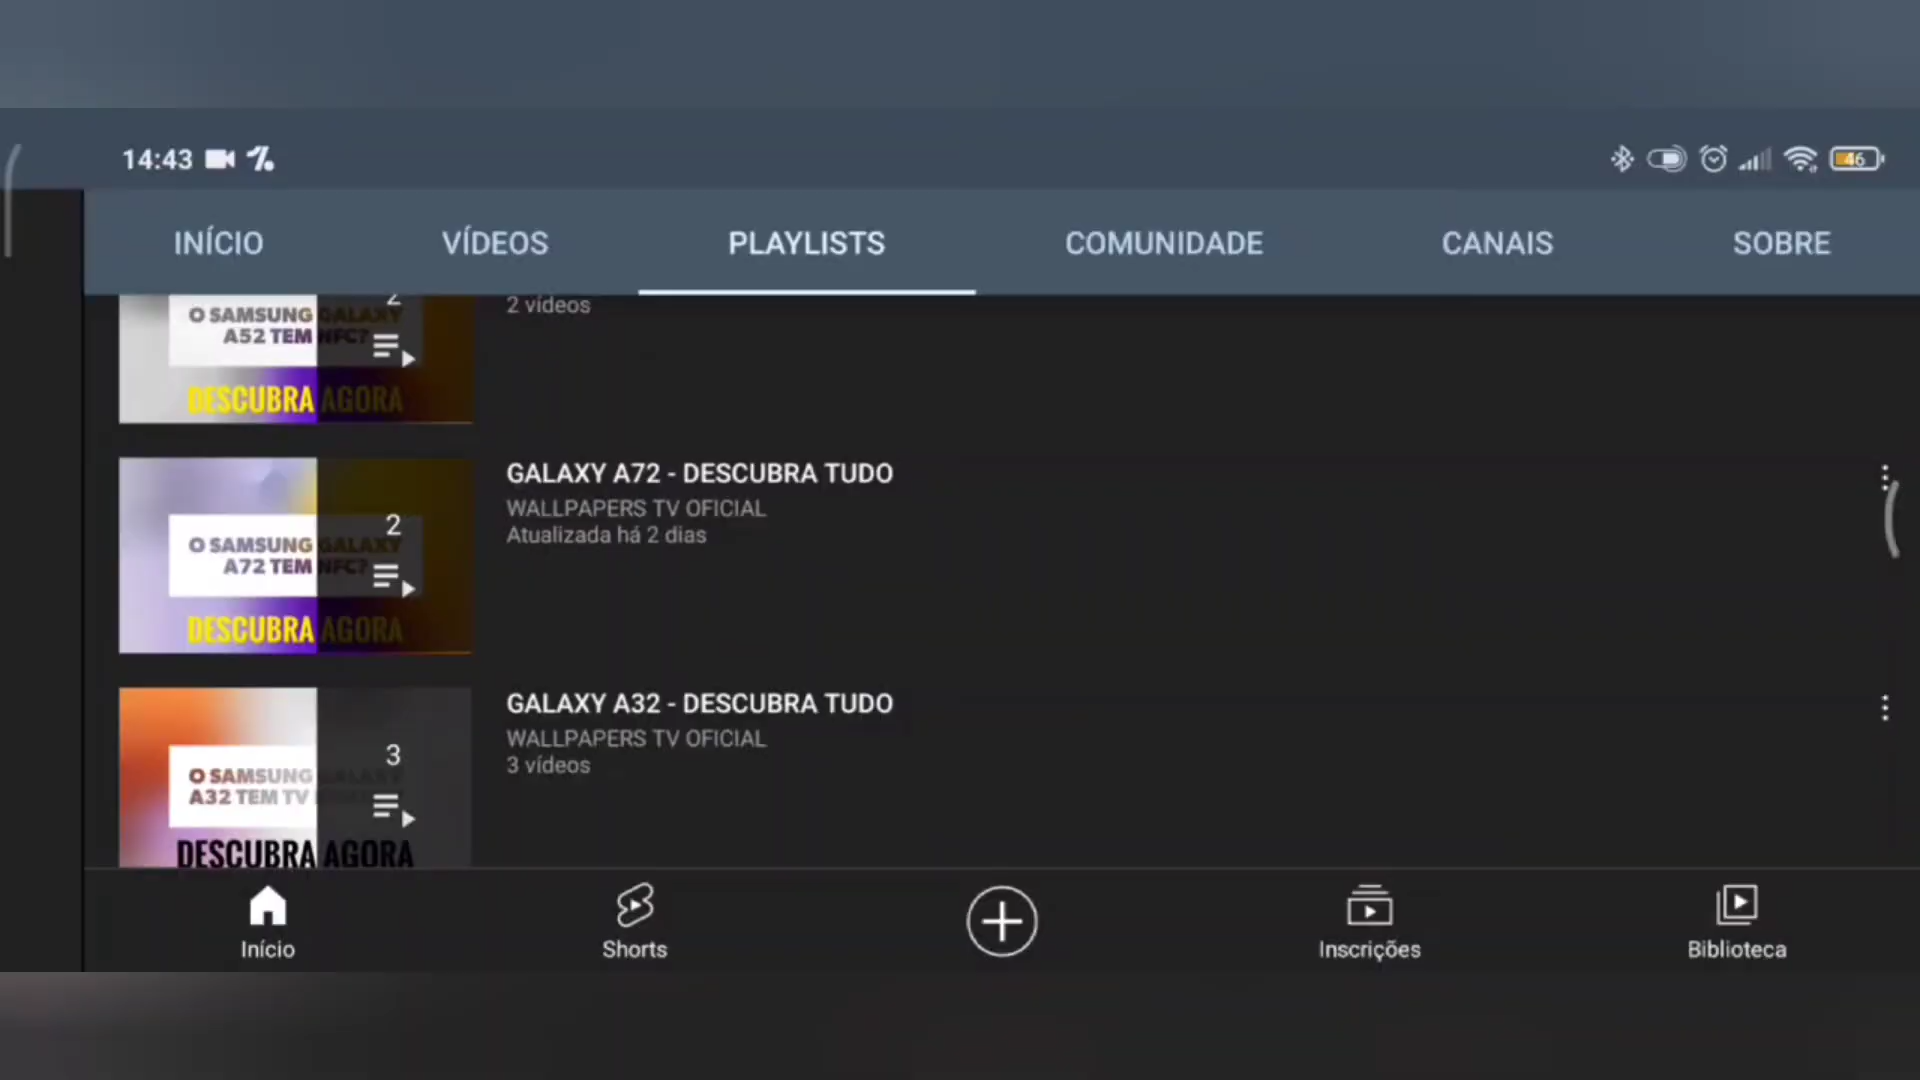 14:43
46
INÍCIO VÍDEOS PLAYLISTS COMUNIDADE CANAIS SOBRE
2
O SAMSUNG GALAXY
A52 TEM NFC?
DESCUBRA AGORA
2 vídeos
2
O SAMSUNG GALAXY
A72 TEM NFC?
DESCUBRA AGORA
GALAXY A72 - DESCUBRA TUDO
WALLPAPERS TV OFICIAL
Atualizada há 2 dias
3
O SAMSUNG
A32 TEM TV
DESCUBRA AGORA
GALAXY A32 - DESCUBRA TUDO
WALLPAPERS TV OFICIAL
3 vídeos
Início
Shorts
Inscrições
Biblioteca